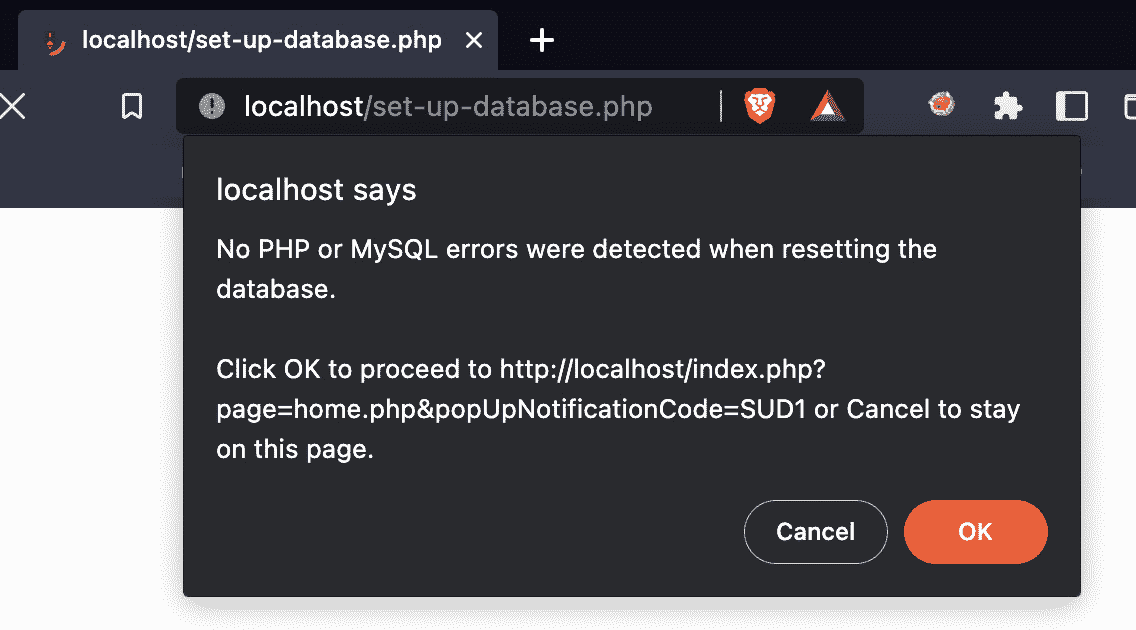 localhost/set-up-database.php
localhost/set-up-database.php
localhost says
No PHP or MySQL errors were detected when resetting the
database.
Click OK to proceed to http://localhost/index.php?
page=home.php&popUpNotificationCode=SUD1 or Cancel to stay
on this page.
Cancel
OK